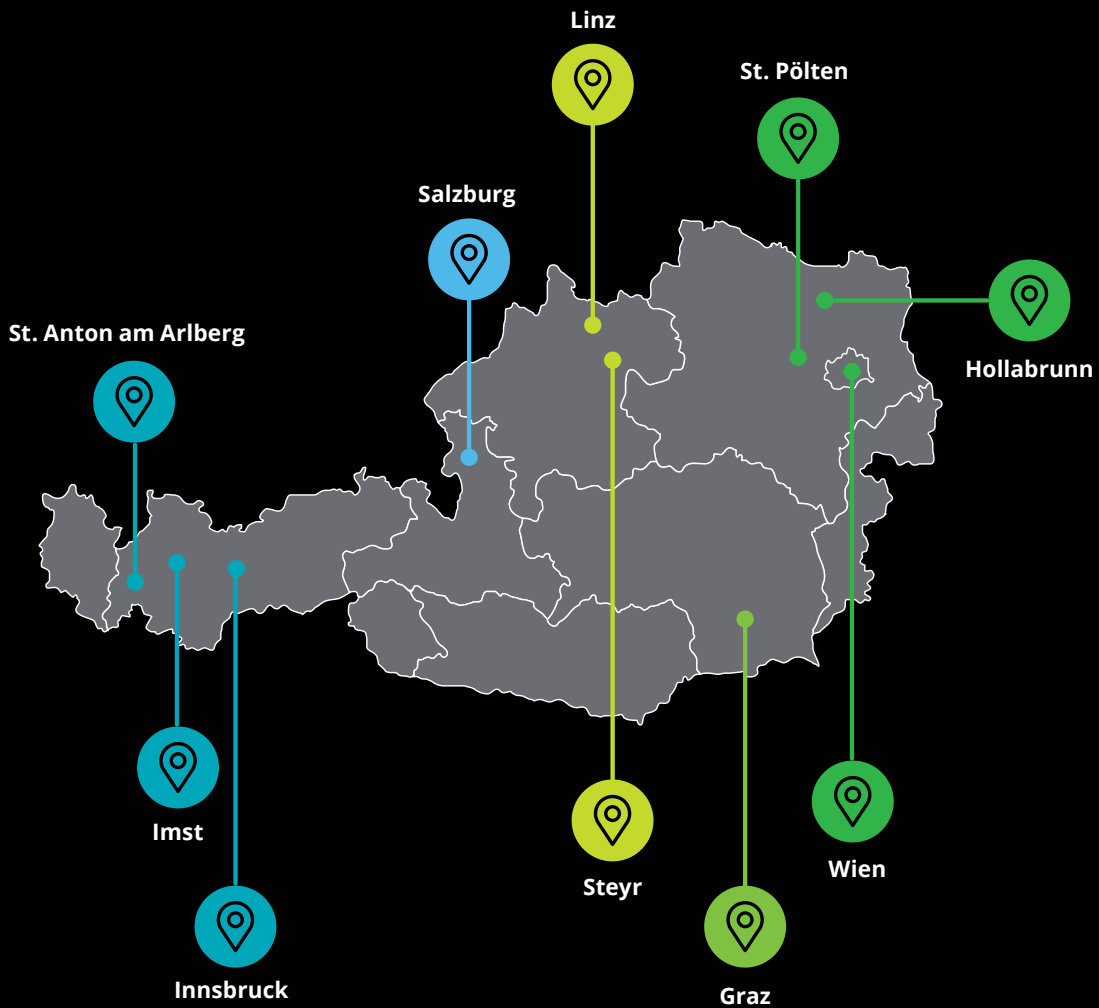 Linz
St. Pölten
Salzburg
St. Anton am Arlberg
Hollabrunn
Imst
Wien
Steyr
Innsbruck
Graz